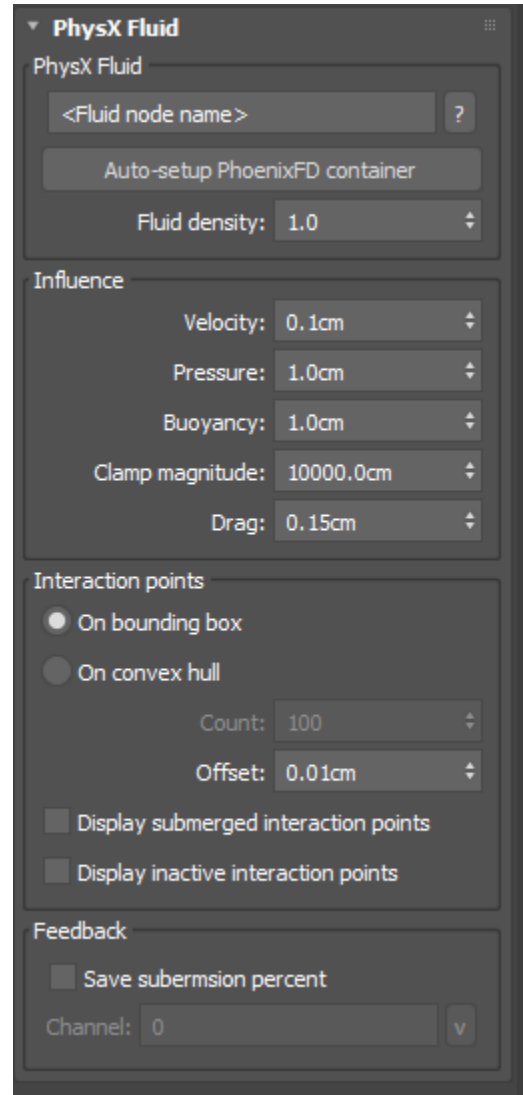 PhysX Fluid
PhysX Fluid
<Fluid node name> ?
Auto-setup PhoenixFD container
Fluid density: 1.0
Influence
Velocity: 0.1cm
Pressure: 1.0cm
Buoyancy: 1.0cm
Clamp magnitude: 10000.0cm
Drag: 0.15cm
Interaction points
On bounding box
On convex hull
Count: 100
Offset: 0.01cm
Display submerged interaction points
Display inactive interaction points
Feedback
Save subermsion percent
Channel: 0 v